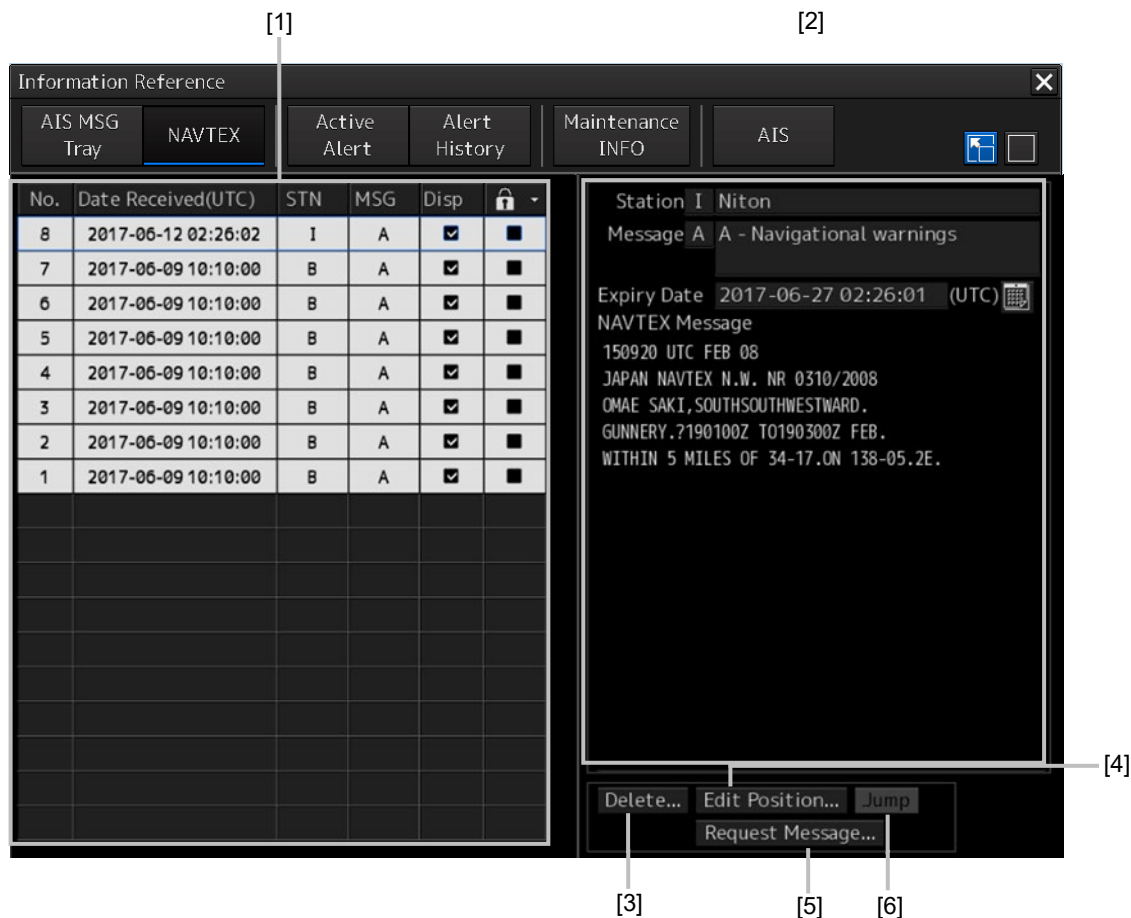 [1] [2]
Information Reference
AIS MSG Tray NAVTEX Active Alert Alert History Maintenance INFO AIS
No. Date Received(UTC) STN MSG Disp
8 2017-06-12 02:26:02 I A
7 2017-06-09 10:10:00 B A
6 2017-06-09 10:10:00 B A
5 2017-06-09 10:10:00 B A
4 2017-06-09 10:10:00 B A
3 2017-06-09 10:10:00 B A
2 2017-06-09 10:10:00 B A
1 2017-06-09 10:10:00 B A
Station I Niton
Message A A - Navigational warnings
Expiry Date 2017-06-27 02:26:01 (UTC)
NAVTEX Message
150920 UTC FEB 08
JAPAN NAVTEX N.W. NR 0310/2008
OMAE SAKI,SOUTHSOUTHWESTWARD.
GUNNERY.?190100Z TO190300Z FEB.
WITHIN 5 MILES OF 34-17.0N 138-05.2E.
[4]
Delete... Edit Position... Jump
Request Message...
[3] [5] [6]